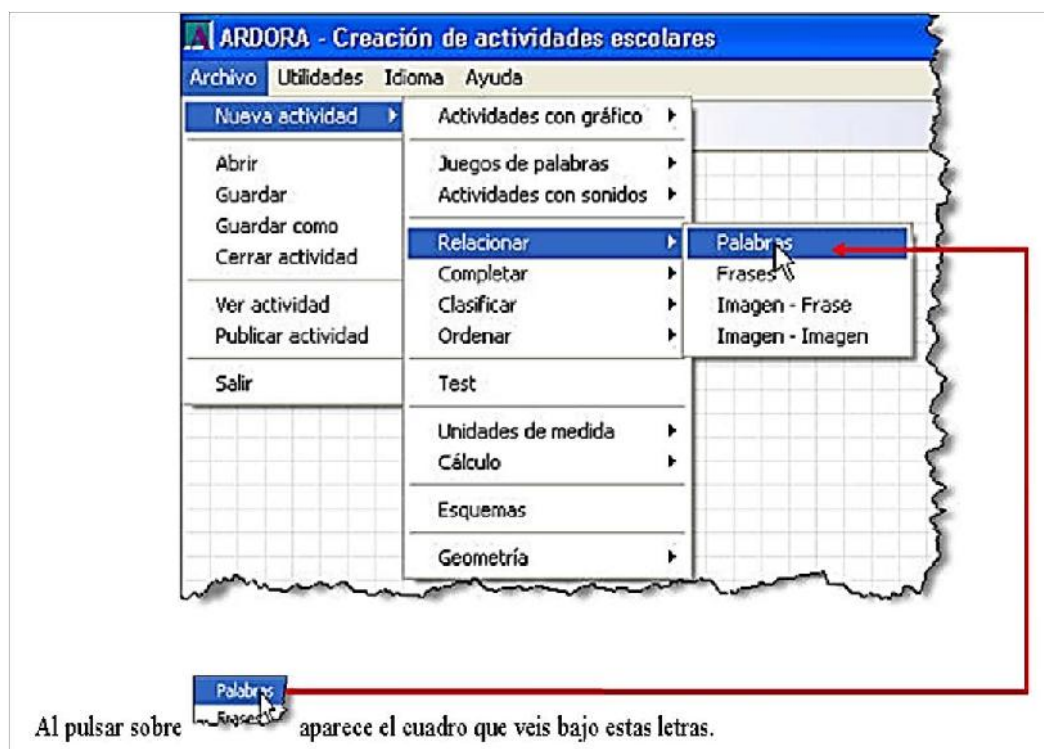 ARDORA - Creación de actividades escolares
Archivo Utilidades Idioma Ayuda
Nueva actividad
Abrir
Guardar
Guardar como
Cerrar actividad
Ver actividad
Publicar actividad
Salir
Actividades con gráfico
Juegos de palabras
Actividades con sonidos
Relacionar
Completar
Clasificar
Ordenar
Test
Unidades de medida
Cálculo
Esquemas
Geometría
Palabras
Frases
Imagen - Frase
Imagen - Imagen
Palabras
Frases
Al pulsar sobre aparece el cuadro que veis bajo estas letras.